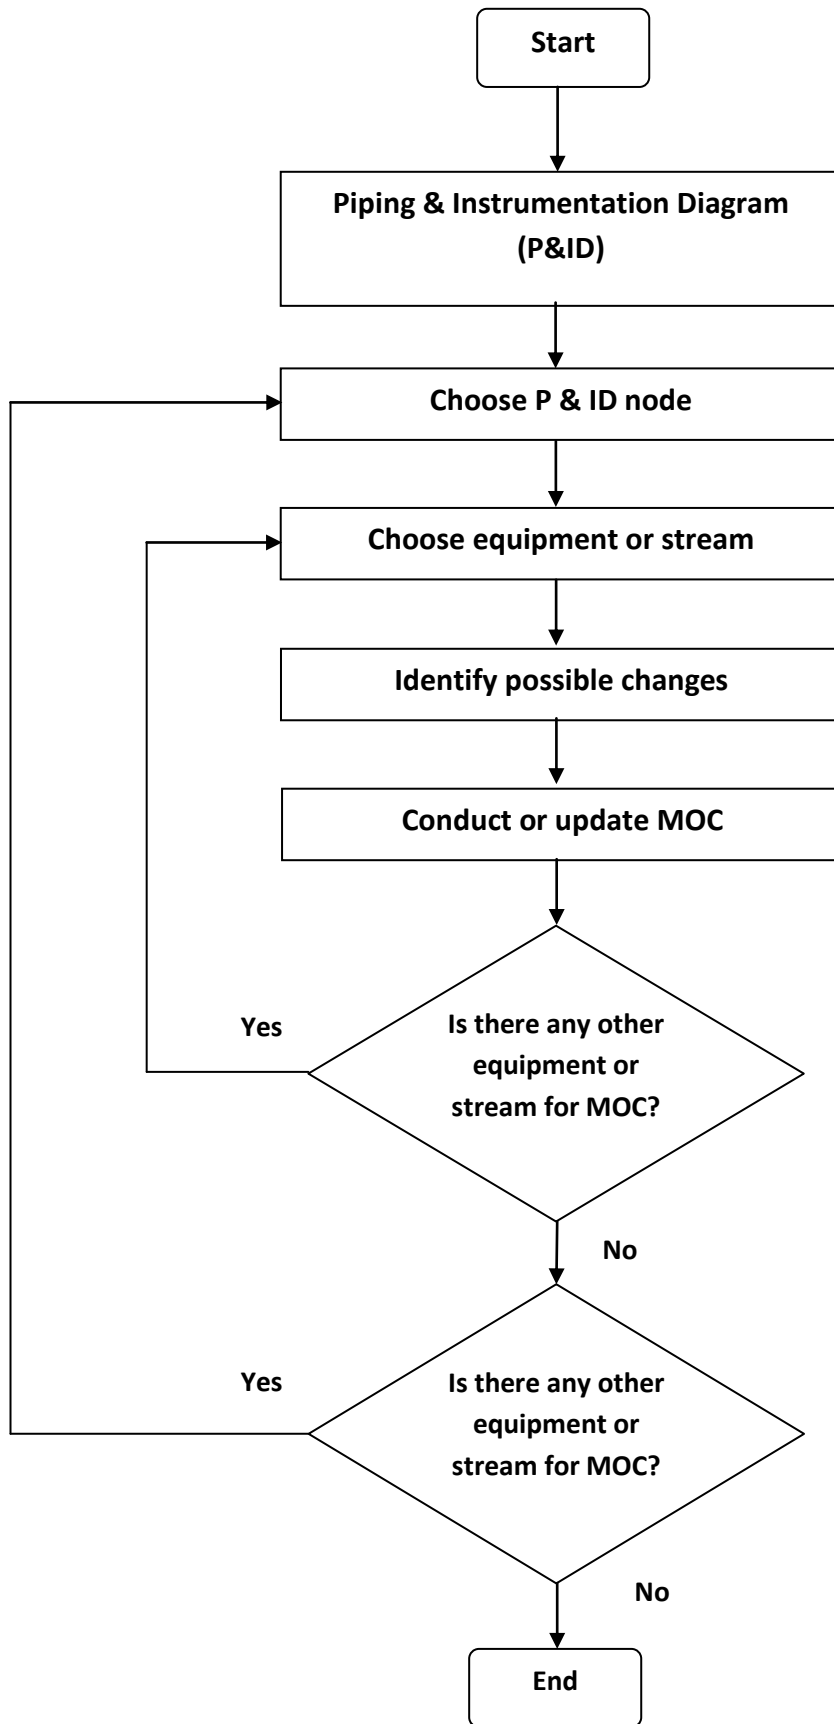 Start
Piping & Instrumentation Diagram
(P&ID)
Choose P & ID node
Choose equipment or stream
Identify possible changes
Conduct or update MOC
Yes
Is there any other
equipment or
stream for MOC?
No
Yes
Is there any other
equipment or
stream for MOC?
No
End